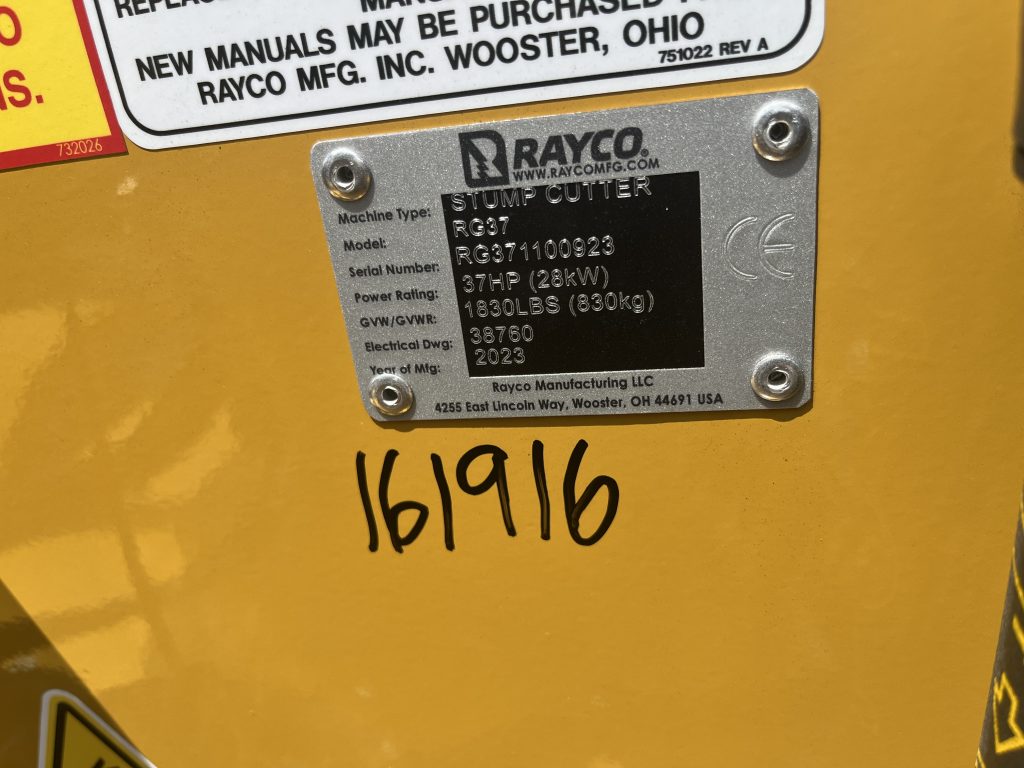 O
NS.
732026
REPLACE
NEW MANUALS MAY BE PURCHASED
RAYCO MFG. INC. WOOSTER, OHIO
751022 REV A
RAYCO®
WWW.RAYCOMFG.COM
Machine Type: STUMP CUTTER
Model: RG37
Serial Number: RG371100923
Power Rating: 37HP (28kW)
GVW/GVWR: 1830LBS (830kg)
Electrical Dwg: 38760
Year of Mfg: 2023
CE
Rayco Manufacturing LLC
4255 East Lincoln Way, Wooster, OH 44691 USA
161916